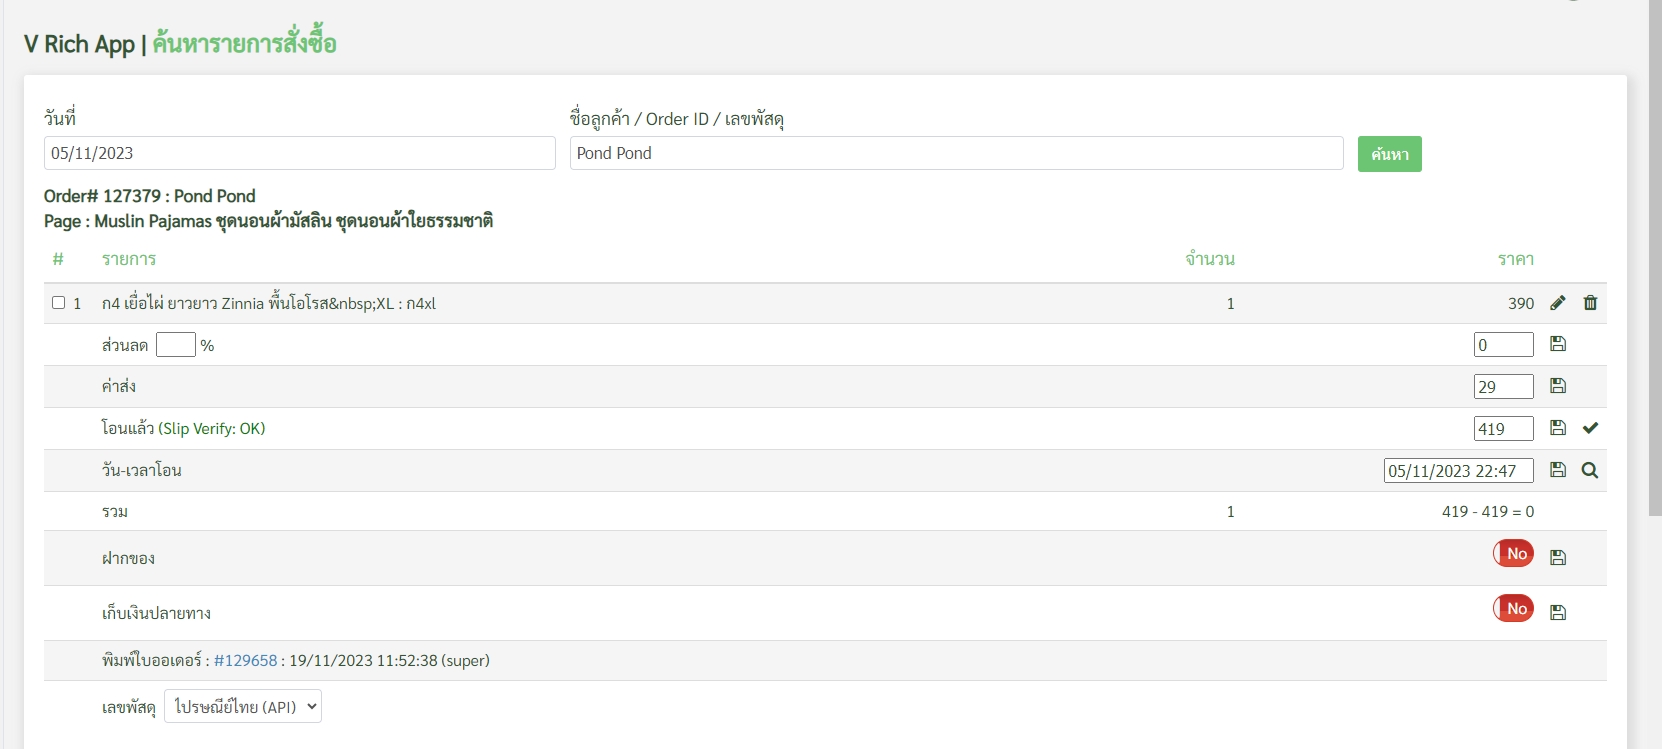 V Rich App | ค้นหารายการสั่งซื้อ
วันที่
ชื่อลูกค้า / Order ID / เลขพัสดุ
05/11/2023
Pond Pond
ค้นหา
Order# 127379 : Pond Pond
Page : Muslin Pajamas ชุดนอนผ้ามัสลิน ชุดนอนผ้าใยธรรมชาติ
# รายการ จำนวน ราคา
1 ก4 เยื่อไผ่ ยาวยาว Zinnia พื้นโอโรส&nbsp;XL : ก4xl 1 390
ส่วนลด % 0
ค่าส่ง 29
โอนแล้ว (Slip Verify: OK) 419
วัน-เวลาโอน 05/11/2023 22:47
รวม 1 419 - 419 = 0
ฝากของ No
เก็บเงินปลายทาง No
พิมพ์ใบออเดอร์ : #129658 : 19/11/2023 11:52:38 (super)
เลขพัสดุ ไปรษณีย์ไทย (API)